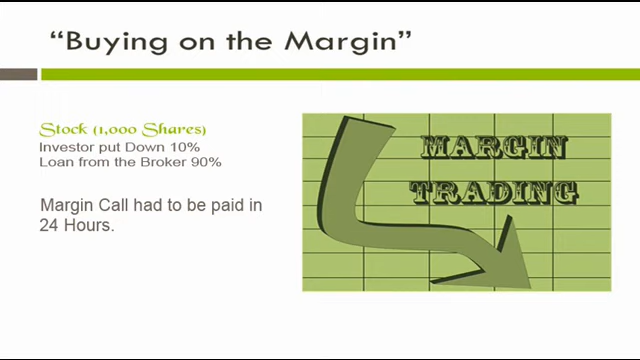 “Buying on the Margin”
Stock (1,000 Shares)
Investor put Down 10%
Loan from the Broker 90%
Margin Call had to be paid in
24 Hours.
MARGIN
TRADING